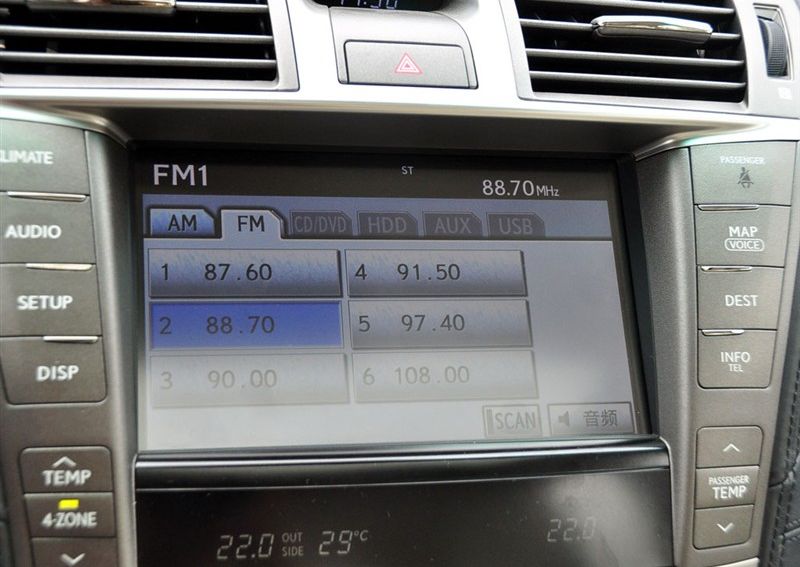 CLIMATE
AUDIO
SETUP
DISP
TEMP
4-ZONE
FM1
ST
88.70MHz
AM FM CD/DVD HDD AUX USB
1 87.60
4 91.50
2 88.70
5 97.40
3 90.00
6 108.00
SCAN 音频
22.0 OUT SIDE 29°C 22.0
PASSENGER
MAP
VOICE
DEST
INFO
TEL
PASSENGER
TEMP